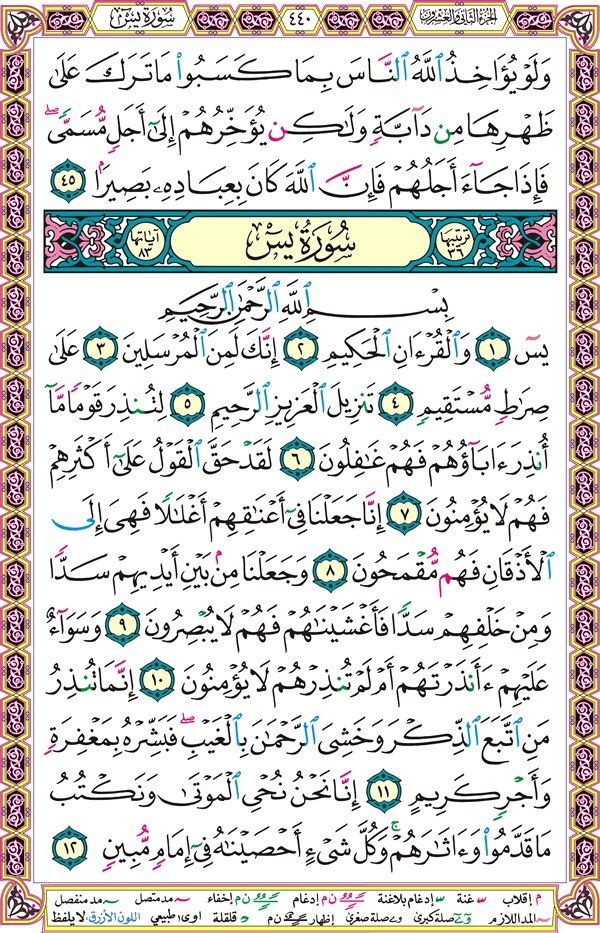 الجزء الثاني والعشرون ٤٤٠ سورة يس
وَلَوْ يُؤَاخِذُ ٱللَّهُ ٱلنَّاسَ بِمَا كَسَبُوا۟ مَا تَرَكَ عَلَىٰ
ظَهْرِهَا مِن دَآبَّةٍ وَلَـٰكِن يُؤَخِّرُهُمْ إِلَىٰٓ أَجَلٍ مُّسَمًّى ۖ
فَإِذَا جَآءَ أَجَلُهُمْ فَإِنَّ ٱللَّهَ كَانَ بِعِبَادِهِۦ بَصِيرًۢا ٤٥
ترتيبها ٣٦ سُورَةُ يسٓ آياتها ٨٣
بِسْمِ ٱللَّهِ ٱلرَّحْمَـٰنِ ٱلرَّحِيمِ
يسٓ ١ وَٱلْقُرْءَانِ ٱلْحَكِيمِ ٢ إِنَّكَ لَمِنَ ٱلْمُرْسَلِينَ ٣ عَلَىٰ
صِرَٰطٍ مُّسْتَقِيمٍ ٤ تَنزِيلَ ٱلْعَزِيزِ ٱلرَّحِيمِ ٥ لِتُنذِرَ قَوْمًا مَّآ
أُنذِرَ ءَابَآؤُهُمْ فَهُمْ غَـٰفِلُونَ ٦ لَقَدْ حَقَّ ٱلْقَوْلُ عَلَىٰٓ أَكْثَرِهِمْ
فَهُمْ لَا يُؤْمِنُونَ ٧ إِنَّا جَعَلْنَا فِىٓ أَعْنَـٰقِهِمْ أَغْلَـٰلًا فَهِىَ إِلَى
ٱلْأَذْقَانِ فَهُم مُّقْمَحُونَ ٨ وَجَعَلْنَا مِنۢ بَيْنِ أَيْدِيهِمْ سَدًّا
وَمِنْ خَلْفِهِمْ سَدًّا فَأَغْشَيْنَـٰهُمْ فَهُمْ لَا يُبْصِرُونَ ٩ وَسَوَآءٌ
عَلَيْهِمْ ءَأَنذَرْتَهُمْ أَمْ لَمْ تُنذِرْهُمْ لَا يُؤْمِنُونَ ١٠ إِنَّمَا تُنذِرُ
مَنِ ٱتَّبَعَ ٱلذِّكْرَ وَخَشِىَ ٱلرَّحْمَـٰنَ بِٱلْغَيْبِ ۖ فَبَشِّرْهُ بِمَغْفِرَةٍ
وَأَجْرٍ كَرِيمٍ ١١ إِنَّا نَحْنُ نُحْىِ ٱلْمَوْتَىٰ وَنَكْتُبُ
مَا قَدَّمُوا۟ وَءَاثَـٰرَهُمْ ۚ وَكُلَّ شَىْءٍ أَحْصَيْنَـٰهُ فِىٓ إِمَامٍ مُّبِينٍ ١٢
م إقلاب غنة إدغام بلا غنة ن م إدغام ن م إخفاء مد متصل مد منفصل
المد اللازم صلة كبرى صلة صغرى إظهار ن م قلقلة اوى طبيعي اللون الأزرق: لا يلفظ